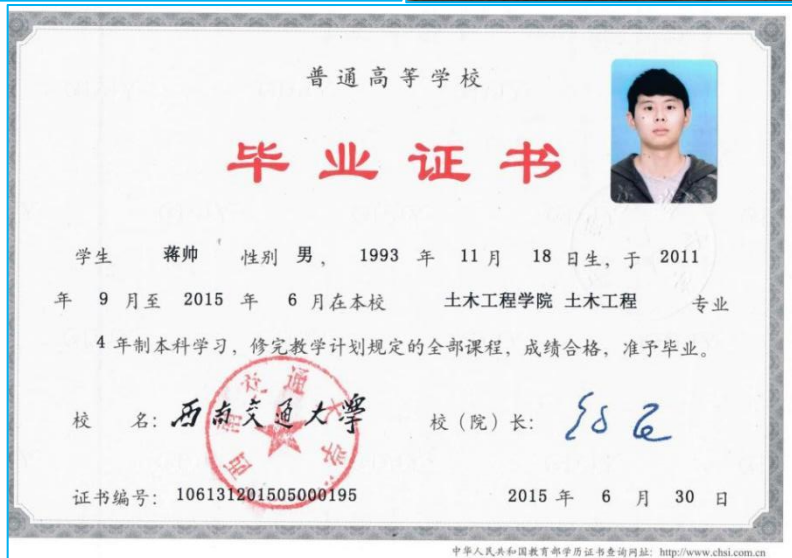 普通高等学校
毕业证书
学生 蒋帅 性别 男，1993 年 11 月 18 日生，于 2011
年 9 月至 2015 年 6 月在本校 土木工程学院 土木工程 专业
4 年制本科学习，修完教学计划规定的全部课程，成绩合格，准予毕业。
校 名：西南交通大学 校（院）长：
西南交通大学
证书编号：106131201505000195 2015 年 6 月 30 日
中华人民共和国教育部学历证书查询网址：http://www.chsi.com.cn